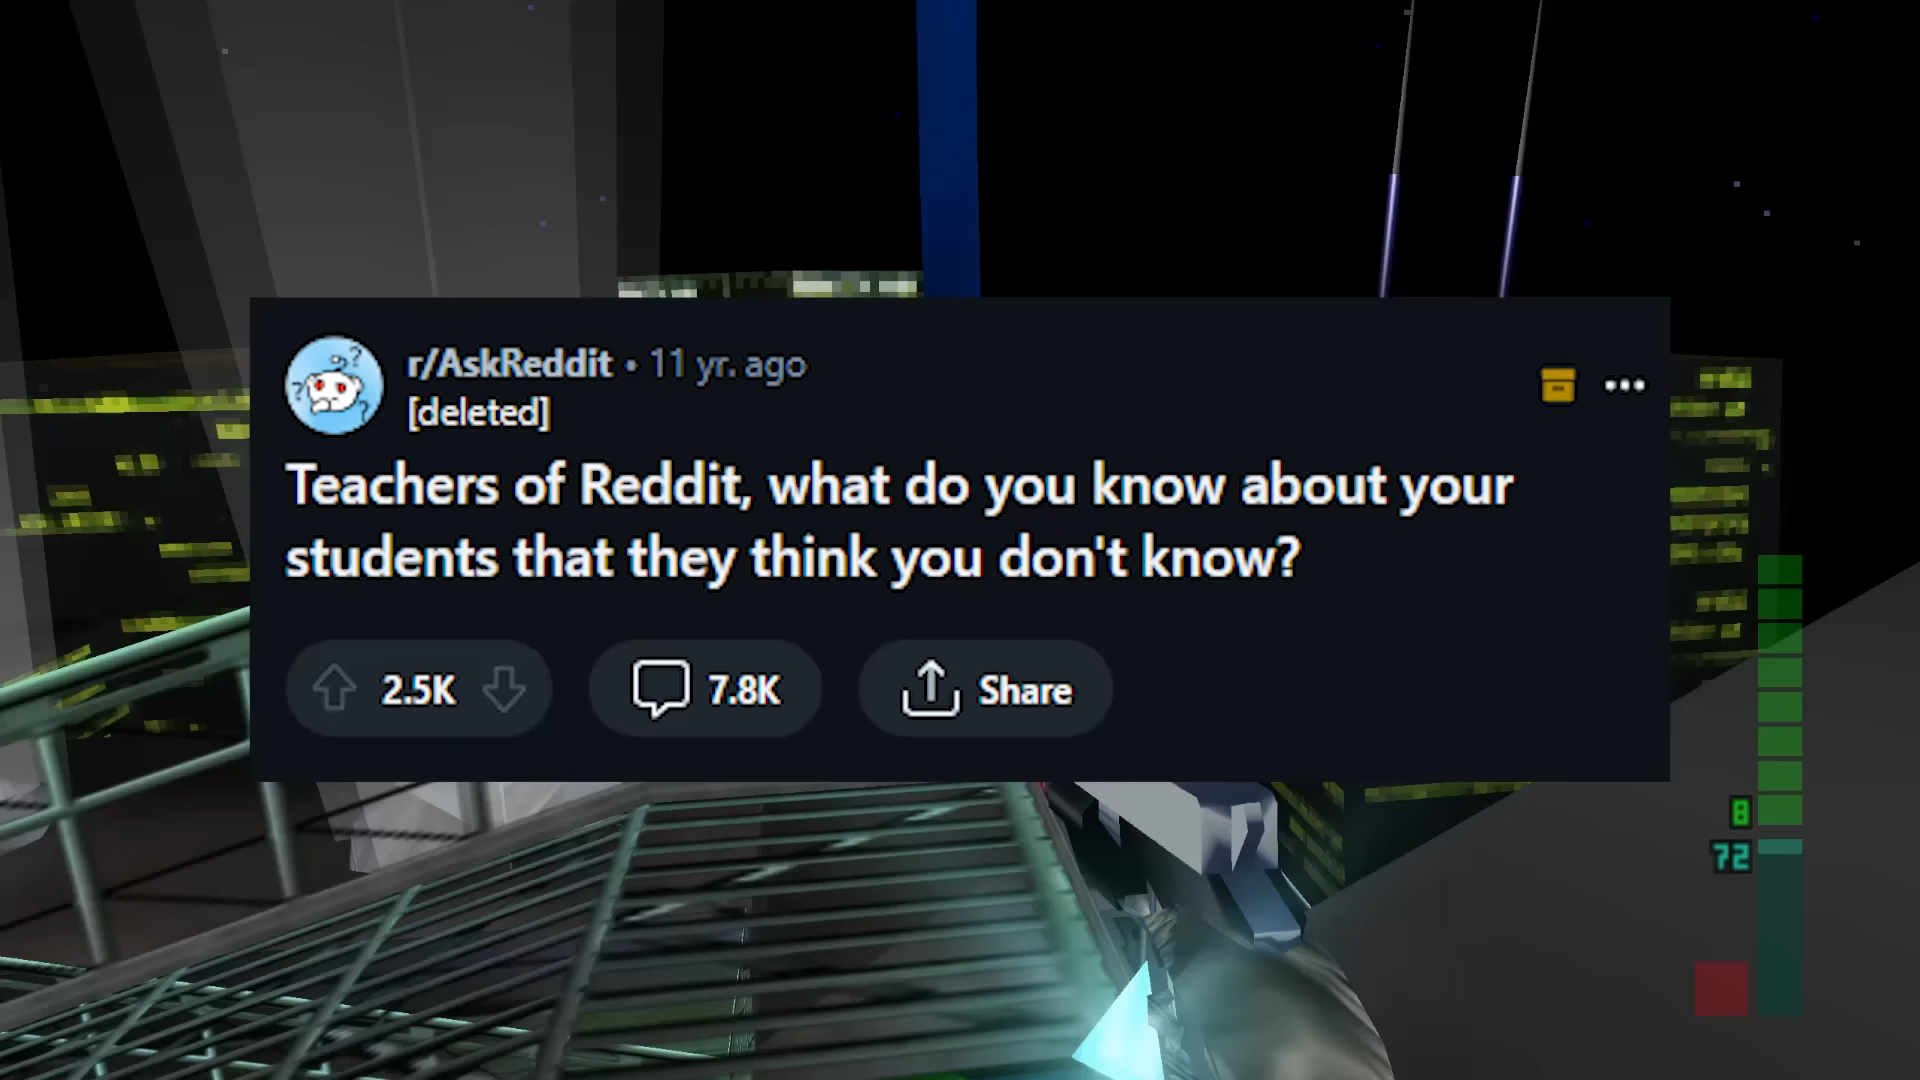 r/AskReddit • 11 yr. ago
[deleted]
Teachers of Reddit, what do you know about your
students that they think you don't know?
2.5K
7.8K
Share
8
72